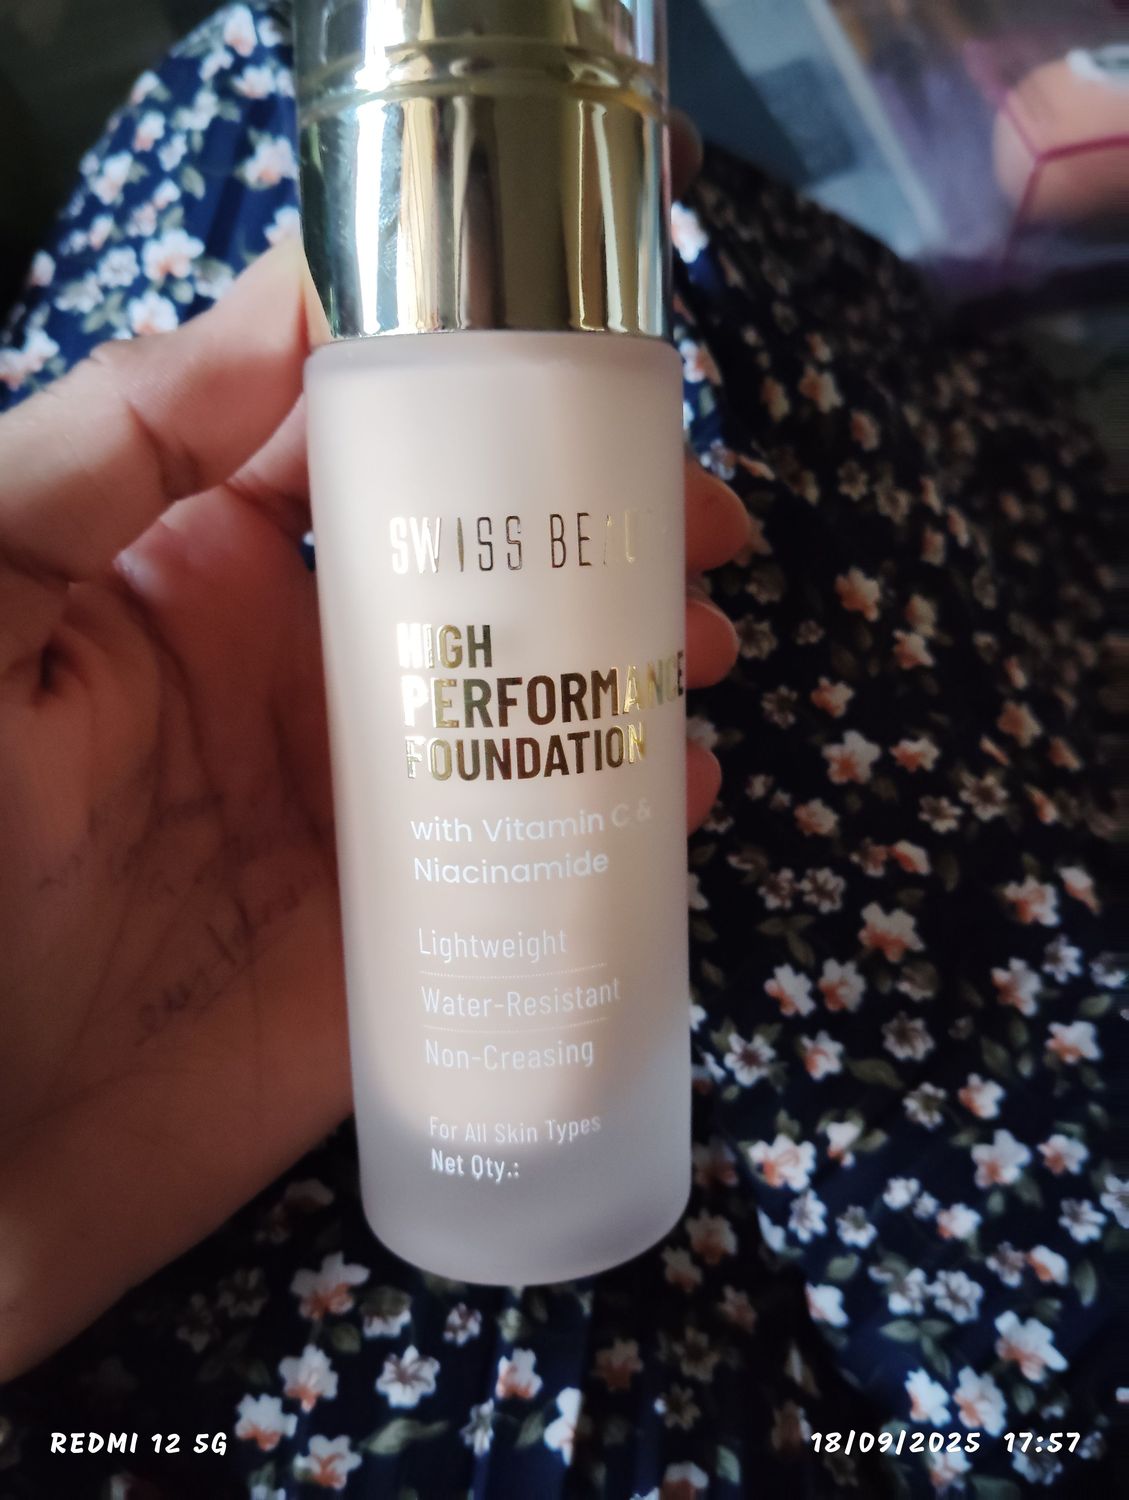 SWISS BEAUTY
HIGH
PERFORMANCE
FOUNDATION
with Vitamin C &
Niacinamide
Lightweight
Water-Resistant
Non-Creasing
For All Skin Types
Net Qty.:
REDMI 12 5G
18/09/2025 17:57